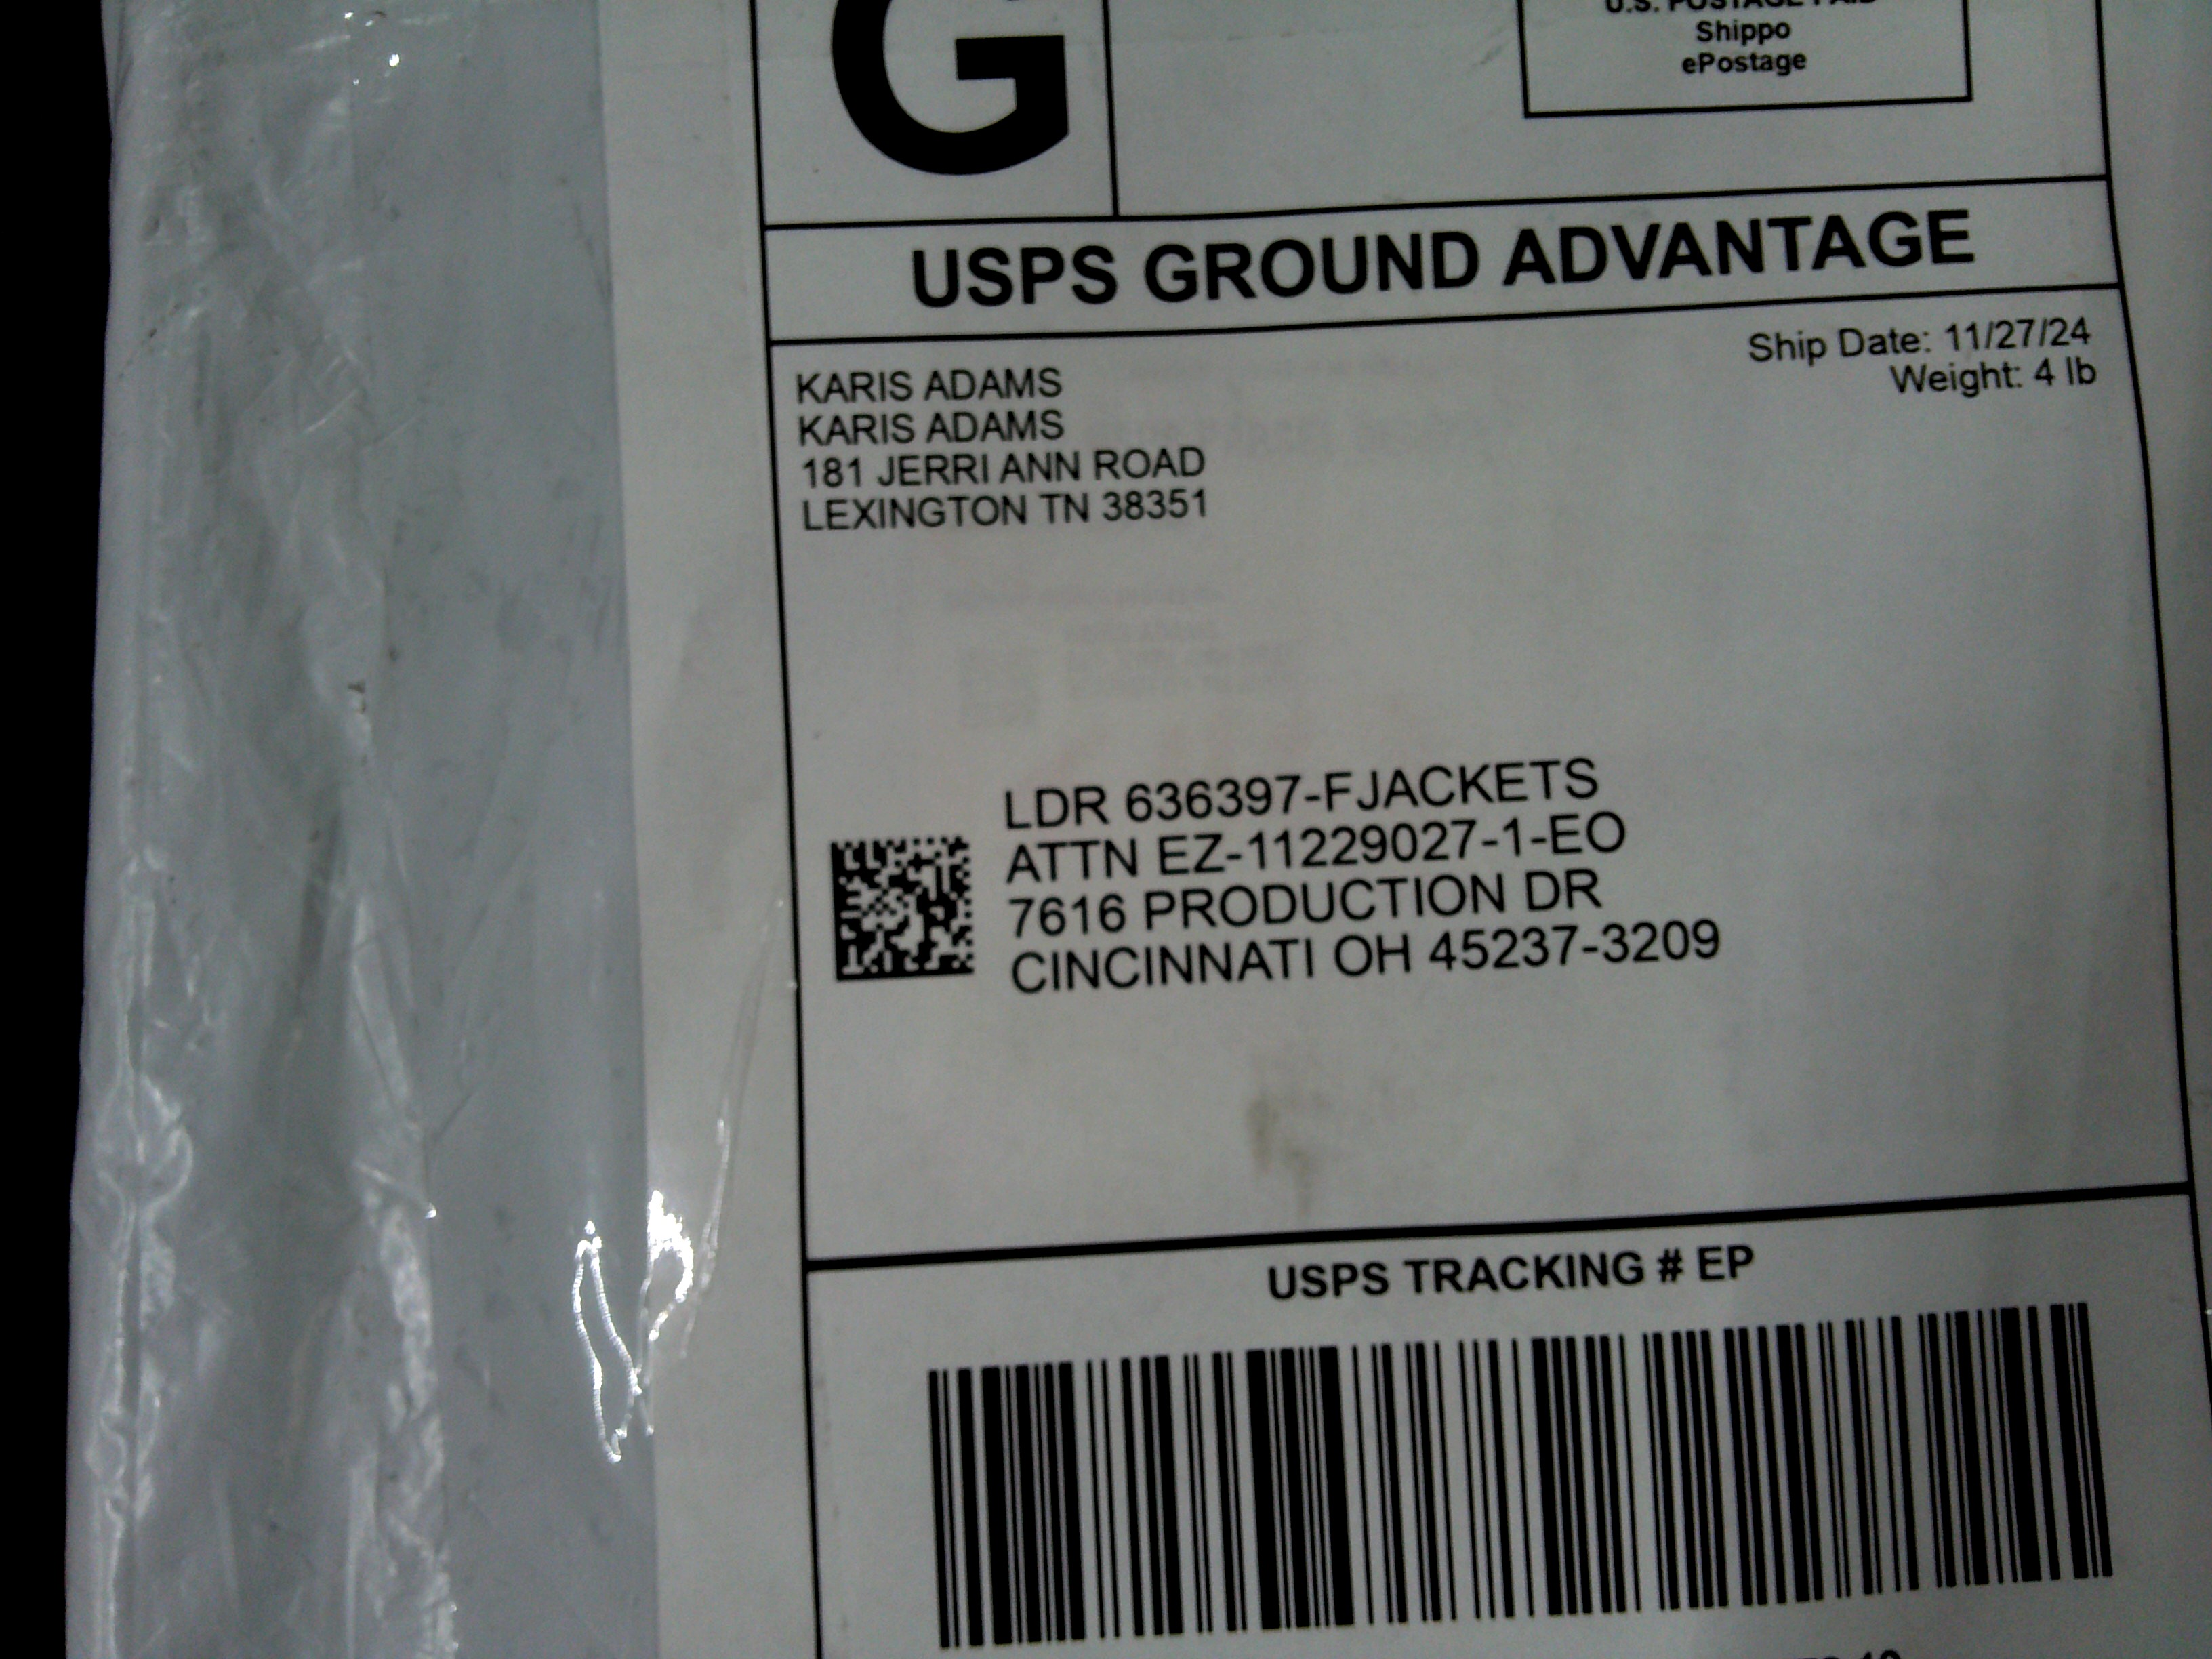 G
U.S. POSTAGE PAID
Shippo
ePostage
USPS GROUND ADVANTAGE
Ship Date: 11/27/24
Weight: 4 lb
KARIS ADAMS
KARIS ADAMS
181 JERRI ANN ROAD
LEXINGTON TN 38351
LDR 636397-FJACKETS
ATTN EZ-11229027-1-EO
7616 PRODUCTION DR
CINCINNATI OH 45237-3209
USPS TRACKING # EP